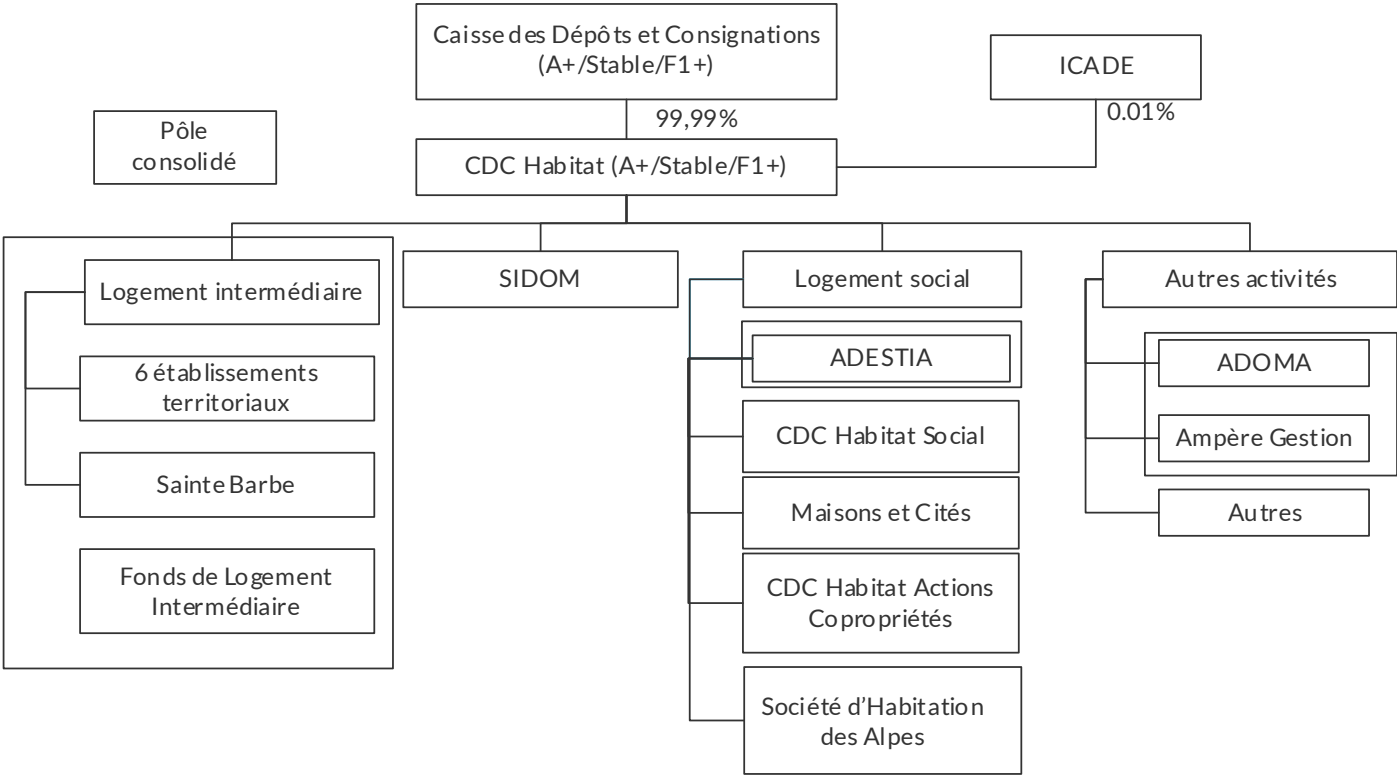 Caisse des Dépôts et Consignations
(A+/Stable/F1+)
ICADE
99,99%
0.01%
Pôle
consolidé
CDC Habitat (A+/Stable/F1+)
Logement intermédiaire
6 établissements
territoriaux
Sainte Barbe
Fonds de Logement
Intermédiaire
SIDOM
Logement social
ADESTIA
CDC Habitat Social
Maisons et Cités
CDC Habitat Actions
Copropriétés
Société d’Habitation
des Alpes
Autres activités
ADOMA
Ampère Gestion
Autres